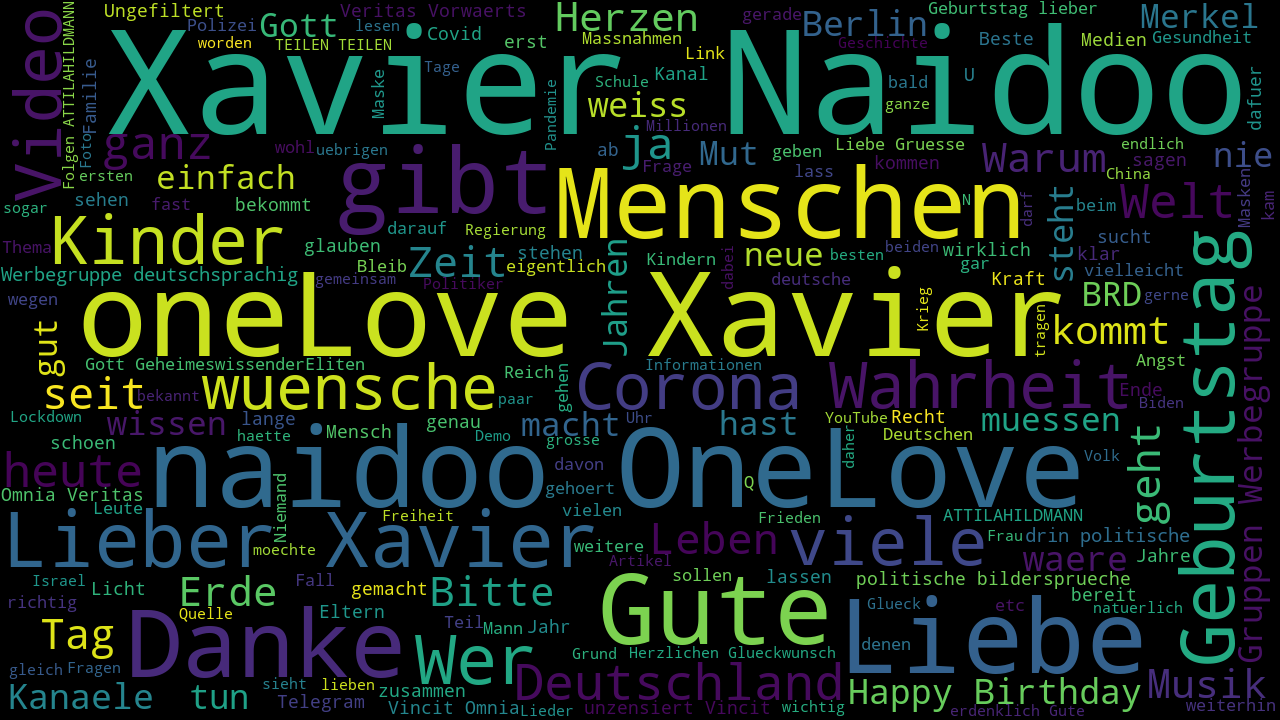 Ungefiltert
Veritas Vorwaerts
Geburtstag lieber
Polizei
Gott
lesen
Herzen
gerade
Berlin
Merkel
worden
TEILEN TEILEN
Covid
erst
Massnahmen
Link
Geschichte
Beste
Medien
Gesundheit
Video
Folgen ATTILAHILDMANN
Familie
Foto
Xavier Naidoo
Maske
Tage
Pandemie
Schule
Kanal
weiss
Millionen
bald
U
ganze
dafuer
ganz
wohl
uebrigen
ersten
ab
ja
Frage
Mut
geben
lass
Liebe Gruesse
kommen
Warum
endlich
sagen
nie
China
sehen
einfach
fast
bekommt
sogar
gibt
Menschen
N
darf
steht
beim
Welt
Masken
kam
Thema
Kinder
glauben
darauf
Regierung
stehen
Zeit
eigentlich
Bleib
gemeinsam
Politiker
Jahren
Kindern
dabei
neue
deutsche
besten
beiden
wirklich
gar
Kraft
klar
sucht
vielleicht
Werbegruppe deutschsprachig
wegen
oneLove Xavier
Krieg
tragen
BRD
gerne
kommt
Geburtstag
Gruppen Werbegruppe
gut
Gott GeheimeswissenderEliten
seit
bekannt
wuensche
Reich
paar
gehen
Informationen
Corona
Wahrheit
Angst
Ende
Biden
Lockdown
wissen
lange
haette
Mensch
genau
Demo
macht
grosse
Uhr
hast
YouTube
Recht
Deutschen
daher
muessen
schoen
heute
naidoo OneLove
davon
gehoert
Q
Volk
geht
Omnia Veritas
Leute
Niemand
Freiheit
vielen
Frieden
ATTILAHILDMANN
Lieber Xavier
moechte
weitere
Artikel
Leben
viele
Frau
drin politische
waere
Jahre
Israel
Licht
Erde
Fall
gemacht
Bitte
sollen
lassen
politische bildersprueche
bereit
richtig
Quelle
Eltern
Teil
Mann
Jahr
Gute
Liebe
Glueck
etc
natuerlich
denen
Tag
Danke
Wer
Grund
Herzlichen Glueckwunsch
gleich
Fragen
sieht
lieben
zusammen
Deutschland
Happy Birthday
Musik
Kanaele
tun
Telegram
Vincit Omnia
Lieder
unzensiert Vincit
wichtig
erdenklich Gute
weiterhin